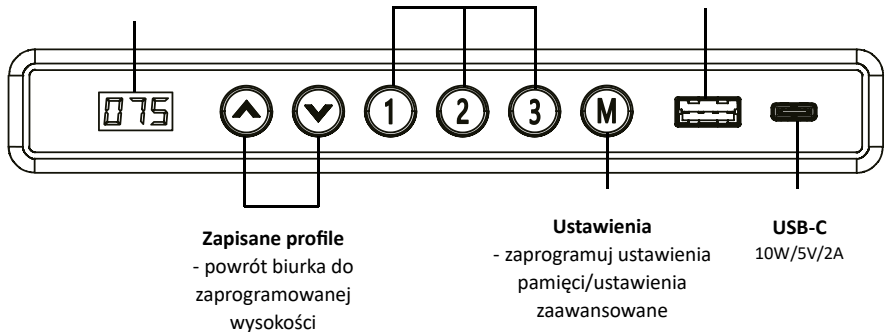 075
1
2
3
M
Zapisane profile
- powrót biurka do
zaprogramowanej
wysokości
Ustawienia
- zaprogramuj ustawienia
pamięci/ustawienia
zaawansowane
USB-C
10W/5V/2A